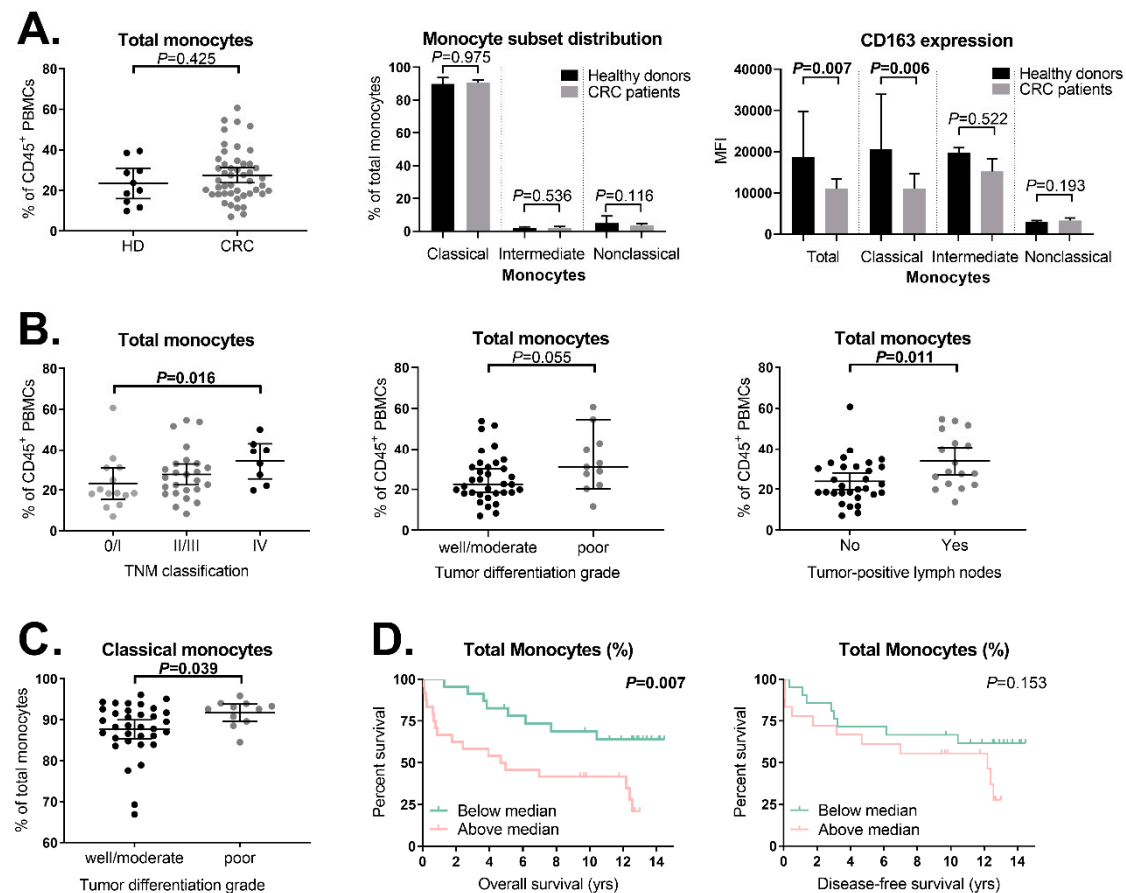 A.
Total monocytes
P=0.425
% of CD45+ PBMCs
80
60
40
20
0
HD CRC
Monocyte subset distribution
P=0.975
Healthy donors
CRC patients
% of total monocytes
100
80
60
40
20
0
P=0.536
P=0.116
Classical Intermediate Nonclassical
Monocytes
CD163 expression
P=0.007 P=0.006
Healthy donors
CRC patients
P=0.522
P=0.193
MFI
40000
30000
20000
10000
0
Total Classical Intermediate Nonclassical
Monocytes
B.
Total monocytes
P=0.016
% of CD45+ PBMCs
80
60
40
20
0
0/I II/III IV
TNM classification
Total monocytes
P=0.055
% of CD45+ PBMCs
80
60
40
20
0
well/moderate poor
Tumor differentiation grade
Total monocytes
P=0.011
% of CD45+ PBMCs
80
60
40
20
0
No Yes
Tumor-positive lymph nodes
C.
Classical monocytes
P=0.039
% of total monocytes
100
90
80
70
60
well/moderate poor
Tumor differentiation grade
D.
Total Monocytes (%)
P=0.007
Percent survival
100
75
50
25
0
Below median
Above median
0 2 4 6 8 10 12 14
Overall survival (yrs)
Total Monocytes (%)
P=0.153
Percent survival
100
75
50
25
0
Below median
Above median
0 2 4 6 8 10 12 14
Disease-free survival (yrs)